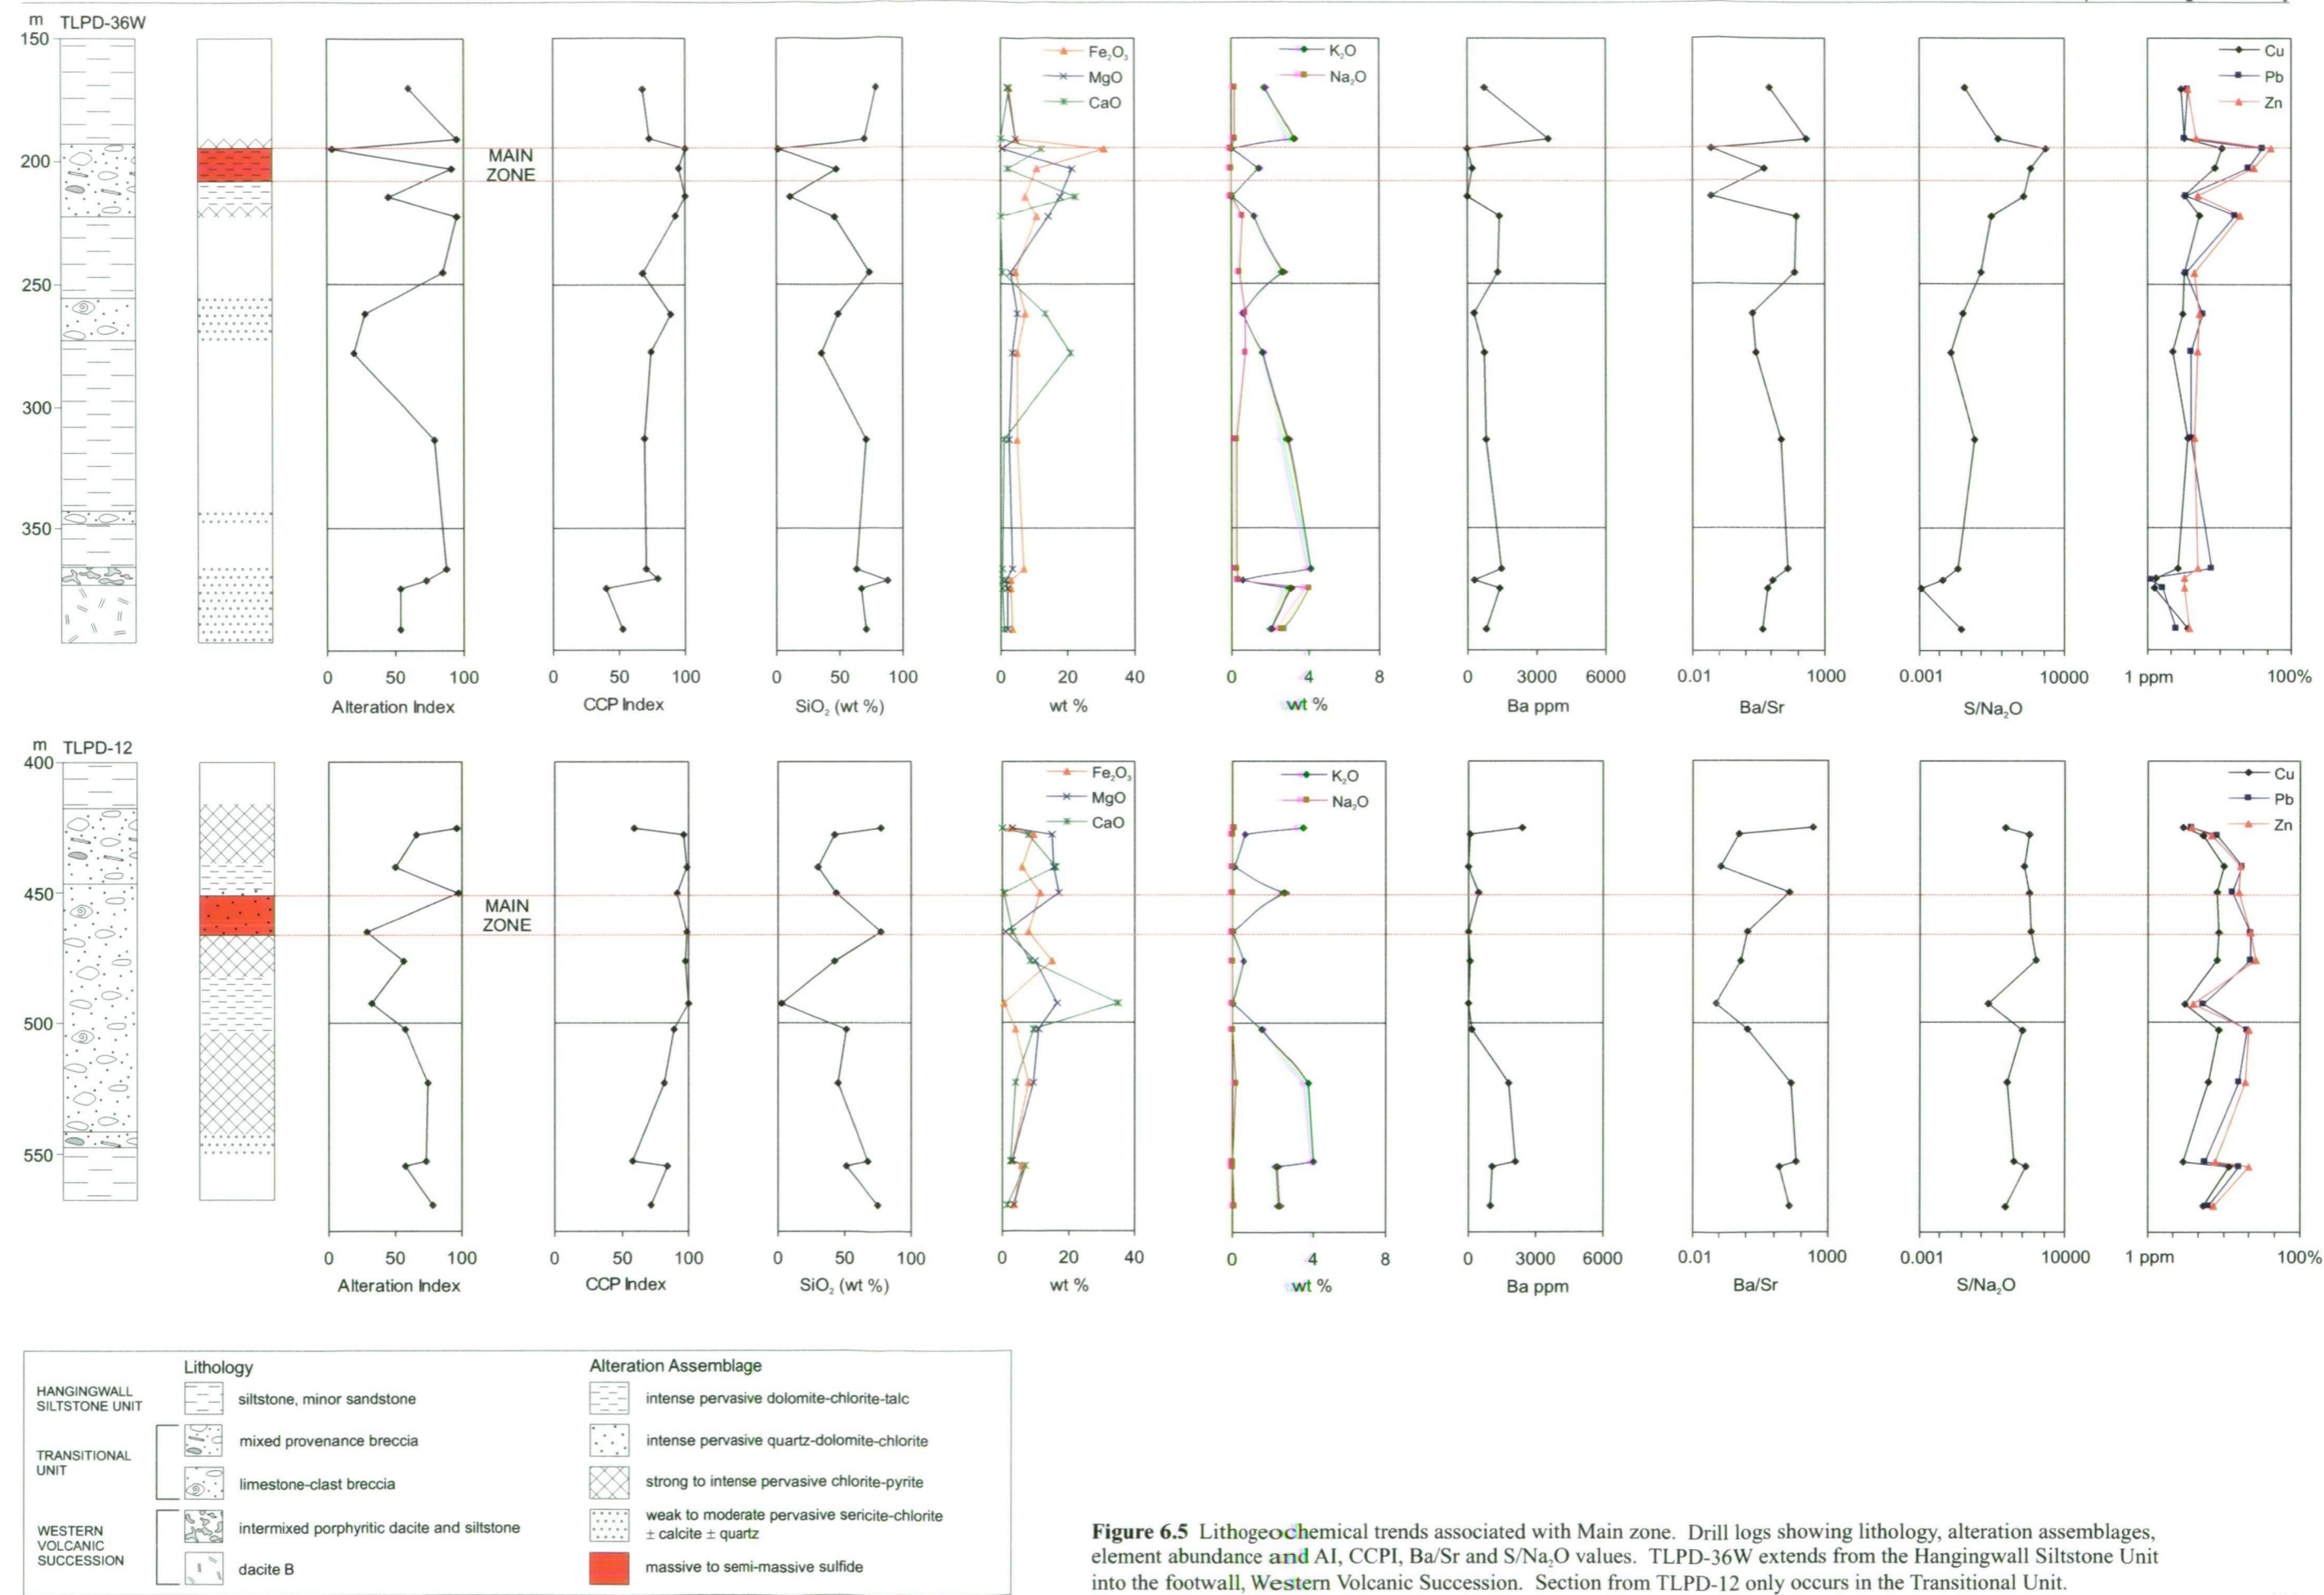 m TLPD-36W
150
200
250
300
350
MAIN
ZONE
Fe₂O₃
MgO
CaO
K₂O
Na₂O
Cu
Pb
Zn
0 50 100
0 50 100
0 50 100
0 20 40
0 4 8
0 3000 6000
0.01 1000
0.001 10000
1 ppm 100%
Alteration Index
CCP Index
SiO₂ (wt %)
wt %
wt %
Ba ppm
Ba/Sr
S/Na₂O
m TLPD-12
400
450
500
550
MAIN
ZONE
Fe₂O₃
MgO
CaO
K₂O
Na₂O
Cu
Pb
Zn
0 50 100
0 50 100
0 50 100
0 20 40
0 4 8
0 3000 6000
0.01 1000
0.001 10000
1 ppm 100%
Alteration Index
CCP Index
SiO₂ (wt %)
wt %
wt %
Ba ppm
Ba/Sr
S/Na₂O
Lithology
HANGINGWALL
SILTSTONE UNIT
siltstone, minor sandstone
TRANSITIONAL
UNIT
mixed provenance breccia
limestone-clast breccia
WESTERN
VOLCANIC
SUCCESSION
intermixed porphyritic dacite and siltstone
dacite B
Alteration Assemblage
intense pervasive dolomite-chlorite-talc
intense pervasive quartz-dolomite-chlorite
strong to intense pervasive chlorite-pyrite
weak to moderate pervasive sericite-chlorite
± calcite ± quartz
massive to semi-massive sulfide
Figure 6.5 Lithogeochemical trends associated with Main zone. Drill logs showing lithology, alteration assemblages,
element abundance and AI, CCPI, Ba/Sr and S/Na₂O values. TLPD-36W extends from the Hangingwall Siltstone Unit
into the footwall, Western Volcanic Succession. Section from TLPD-12 only occurs in the Transitional Unit.